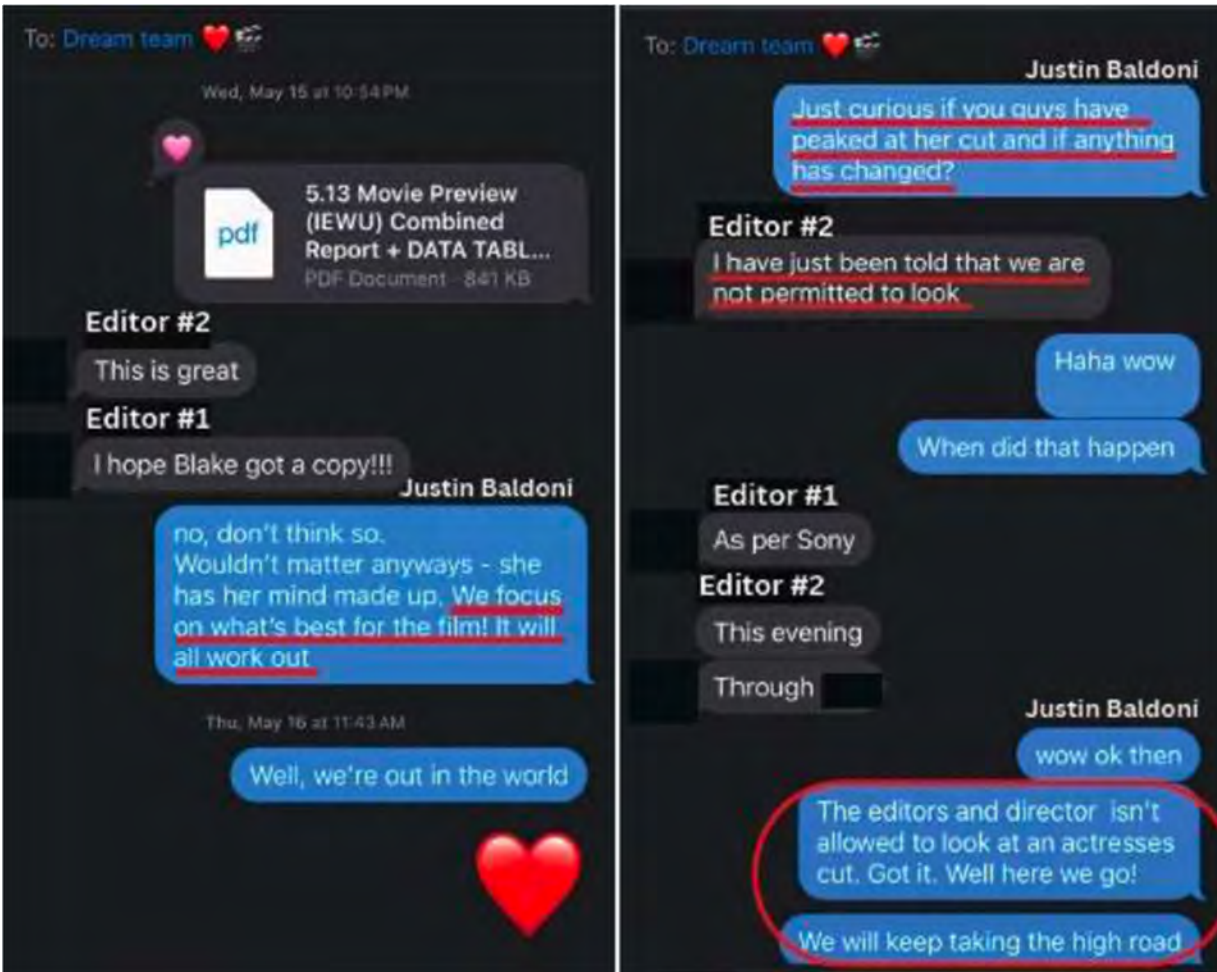 To: Dream team ❤️🎬
Wed, May 15 at 10:54 PM
pdf
5.13 Movie Preview
(IEWU) Combined
Report + DATA TABL...
PDF Document · 841 KB
Editor #2
This is great
Editor #1
I hope Blake got a copy!!!
Justin Baldoni
no, don't think so.
Wouldn't matter anyways - she
has her mind made up. We focus
on what's best for the film! It will
all work out
Thu, May 16 at 11:43 AM
Well, we're out in the world
To: Dream team ❤️🎬
Justin Baldoni
Just curious if you guys have
peaked at her cut and if anything
has changed?
Editor #2
I have just been told that we are
not permitted to look
Haha wow
When did that happen
Editor #1
As per Sony
Editor #2
This evening
Through
Justin Baldoni
wow ok then
The editors and director isn't
allowed to look at an actresses
cut. Got it. Well here we go!
We will keep taking the high road